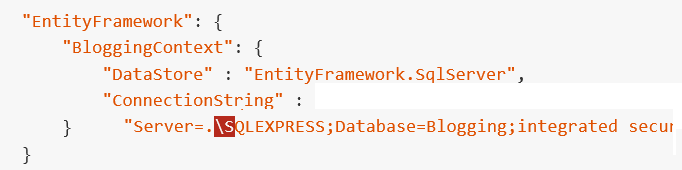 "EntityFramework": {
"BloggingContext": {
"DataStore" : "EntityFramework.SqlServer",
"ConnectionString" :
} "Server=.\SQLEXPRESS;Database=Blogging;integrated secur
}